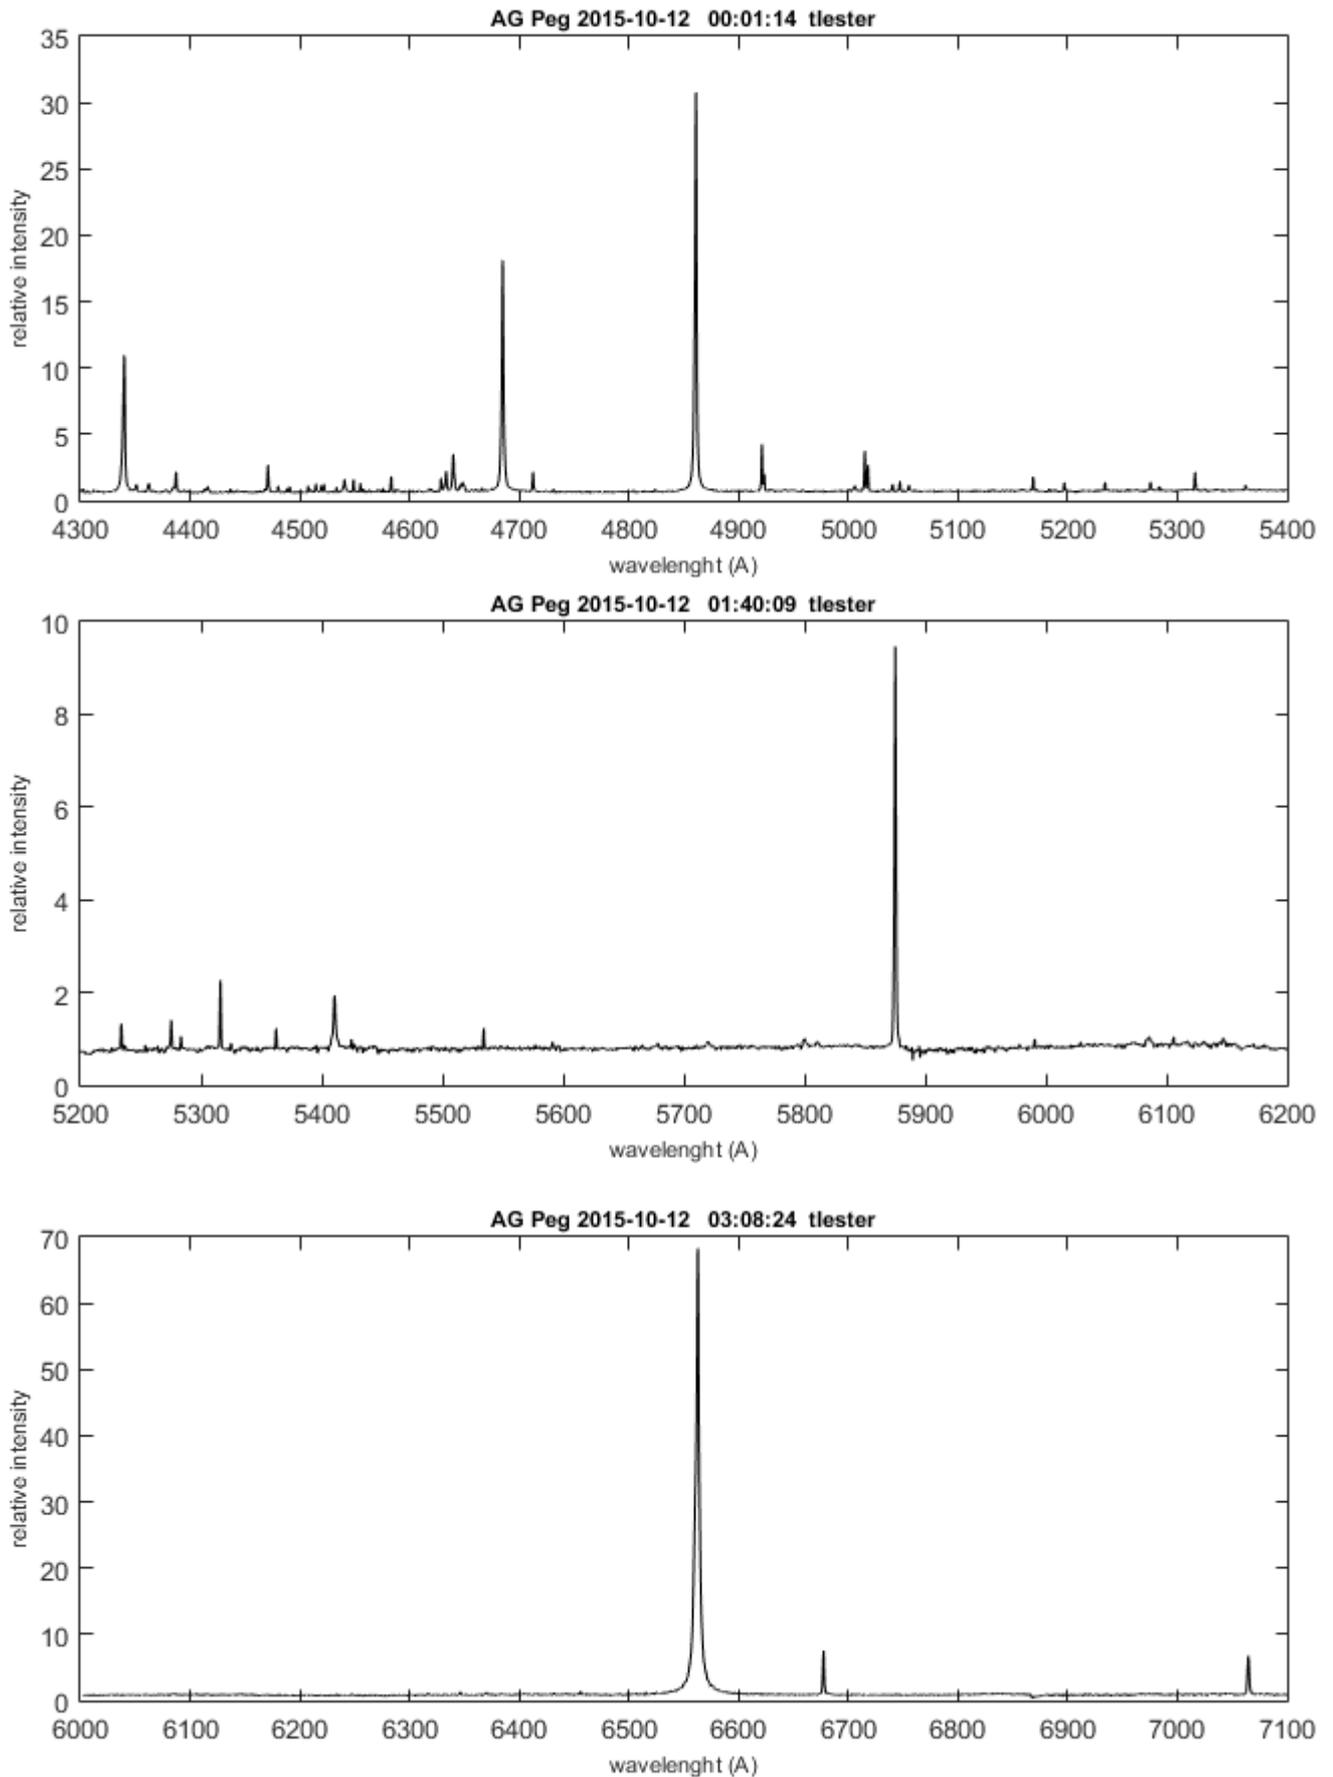 AG Peg 2015-10-12 00:01:14 tlester
35
30
25
20
15
10
5
0
relative intensity
4300 4400 4500 4600 4700 4800 4900 5000 5100 5200 5300 5400
wavelenght (A)
AG Peg 2015-10-12 01:40:09 tlester
10
8
6
4
2
0
relative intensity
5200 5300 5400 5500 5600 5700 5800 5900 6000 6100 6200
wavelenght (A)
AG Peg 2015-10-12 03:08:24 tlester
70
60
50
40
30
20
10
0
relative intensity
6000 6100 6200 6300 6400 6500 6600 6700 6800 6900 7000 7100
wavelenght (A)